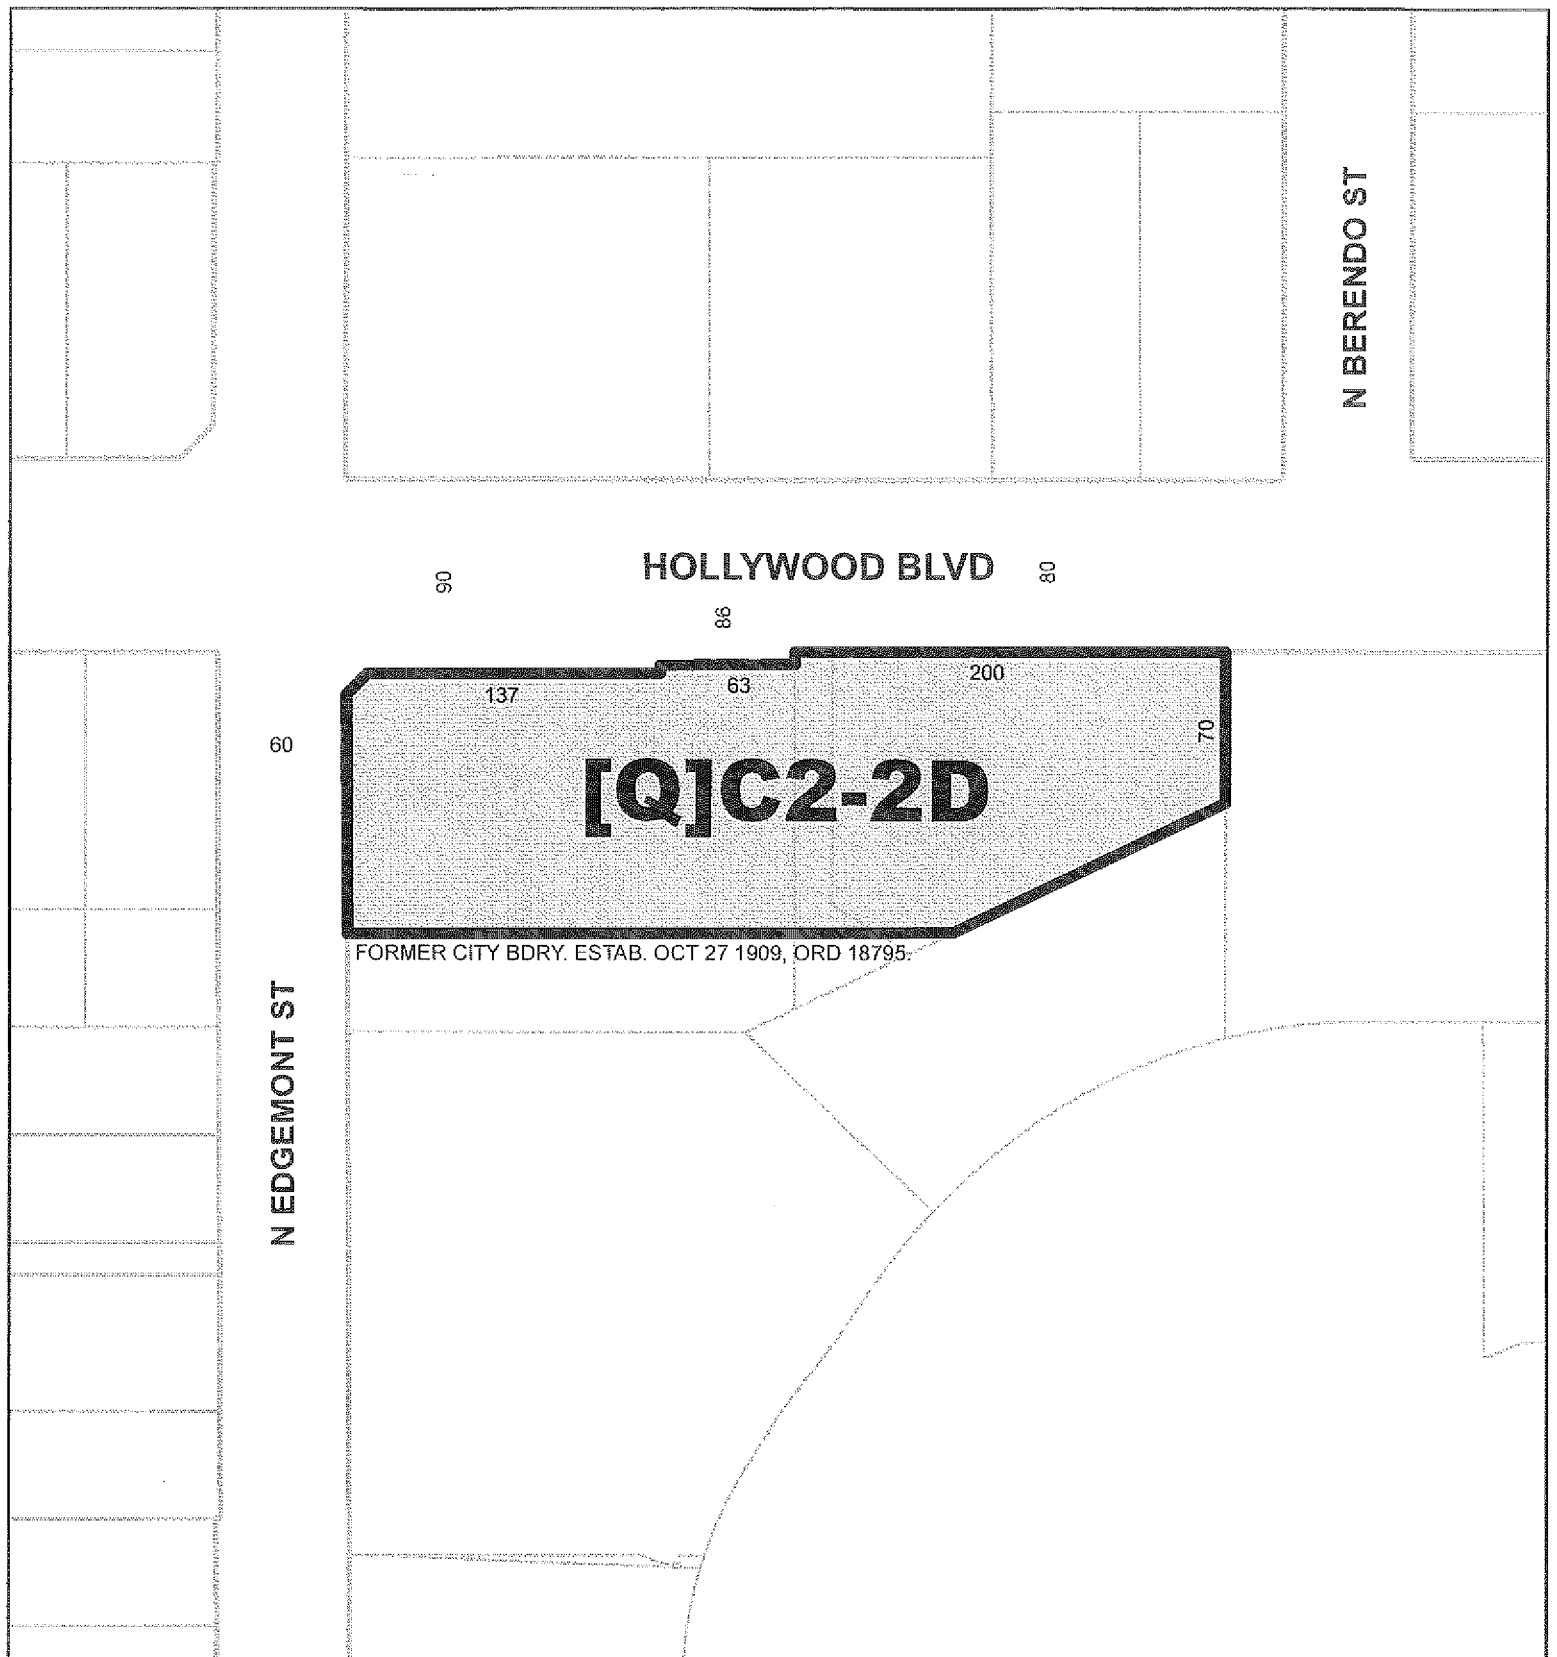 N BERENDO ST
HOLLYWOOD BLVD
90
86
80
137
63
200
70
60
[Q]C2-2D
FORMER CITY BDRY. ESTAB. OCT 27 1909, ORD 18795.
N EDGEMONT ST